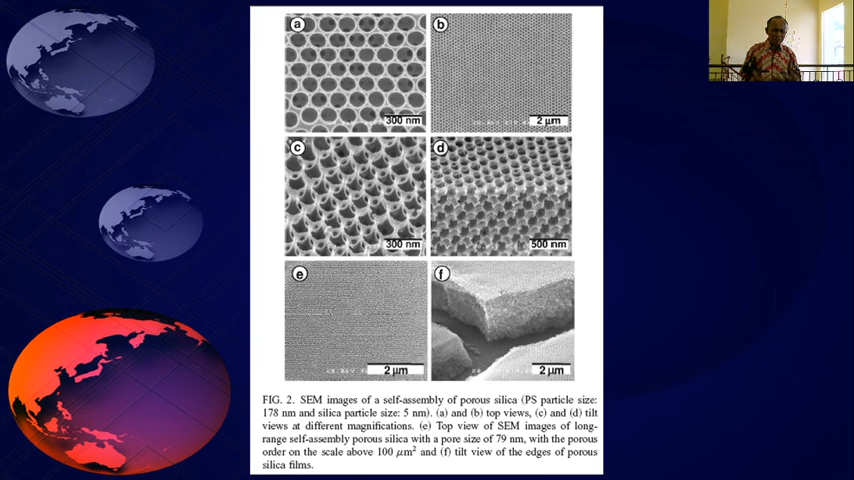 a
b
300 nm
2 μm
c
d
300 nm
500 nm
e
f
2 μm
2 μm
FIG. 2. SEM images of a self-assembly of porous silica (PS particle size:
178 nm and silica particle size: 5 nm). (a) and (b) top views, (c) and (d) tilt
views at different magnifications. (e) Top view of SEM images of long-
range self-assembly porous silica with a pore size of 79 nm, with the porous
order on the scale above 100 μm² and (f) tilt view of the edges of porous
silica films.